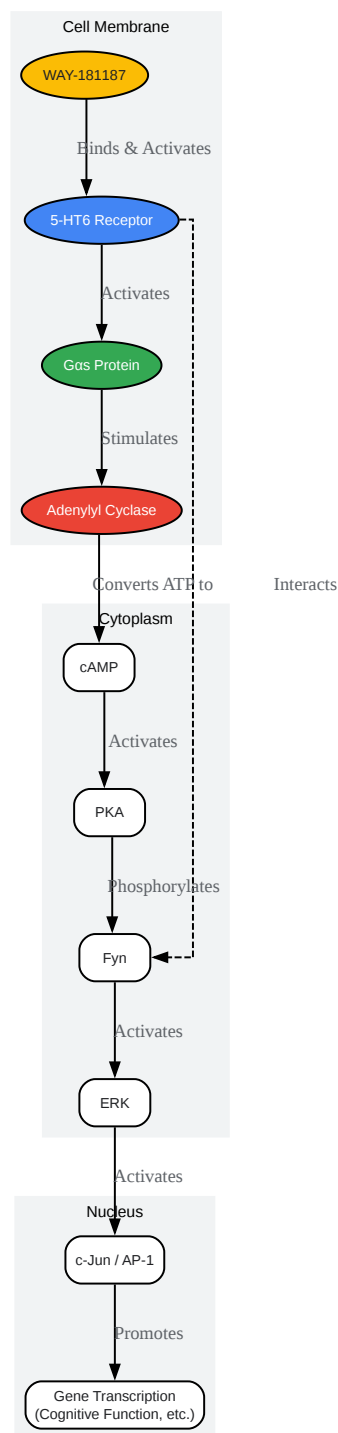 Cell Membrane
WAY-181187
Binds & Activates
5-HT6 Receptor
Activates
Gαs Protein
Stimulates
Adenylyl Cyclase
Converts ATP to
Interacts
Cytoplasm
cAMP
Activates
PKA
Phosphorylates
Fyn
Activates
ERK
Activates
Nucleus
c-Jun / AP-1
Promotes
Gene Transcription
(Cognitive Function, etc.)